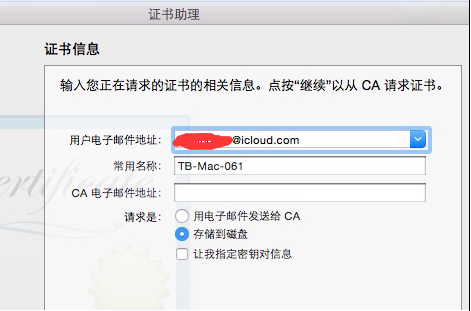 证书助理
证书信息
输入您正在请求的证书的相关信息。点按“继续”以从 CA 请求证书。
用户电子邮件地址: @icloud.com
常用名称: TB-Mac-061
CA 电子邮件地址:
请求是: 用电子邮件发送给 CA
存储到磁盘
让我指定密钥对信息